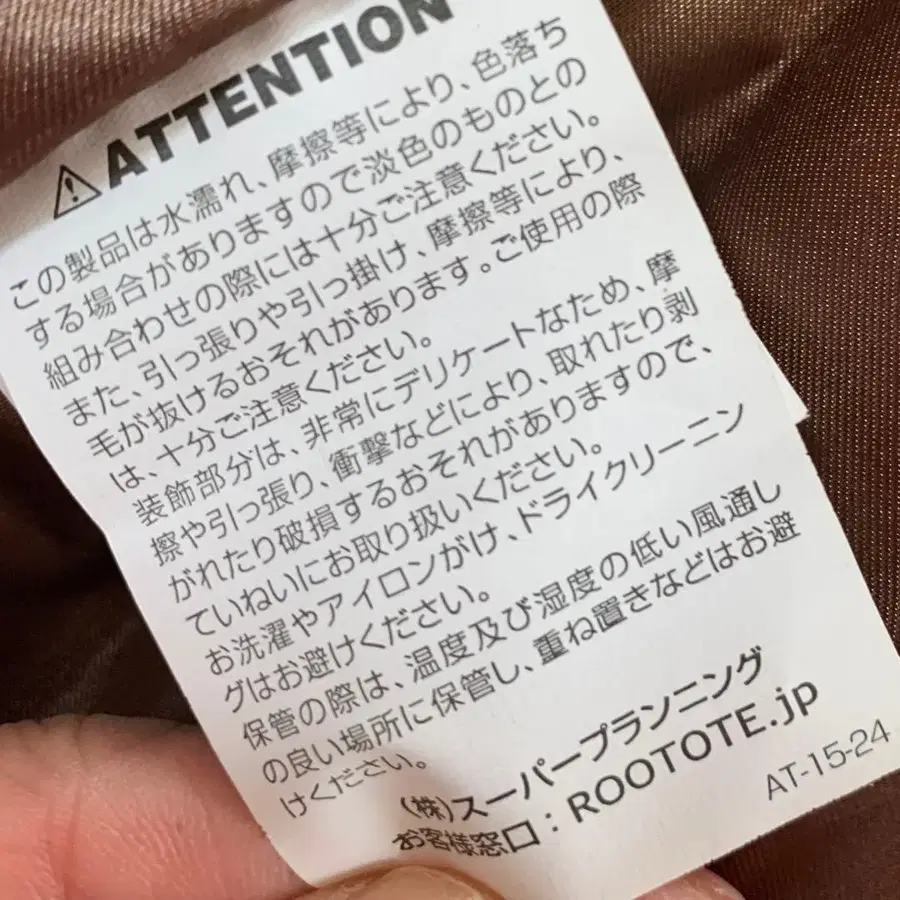 ⚠ATTENTION
この製品は水濡れ、摩擦等により、色落ち
する場合がありますので淡色のものとの
組み合わせの際には十分ご注意ください。
また、引っ張りや引っ掛け、摩擦等により、
毛が抜けるおそれがあります。ご使用の際
は、十分ご注意ください。
装飾部分は、非常にデリケートなため、摩
擦や引っ張り、衝撃などにより、取れたり剥
がれたり破損するおそれがありますので、
ていねいにお取り扱いください。
お洗濯やアイロンがけ、ドライクリーニン
グはお避けください。
保管の際は、温度及び湿度の低い風通し
の良い場所に保管し、重ね置きなどはお避
けください。
(株)スーパープランニング
お客様窓口：ROOTOTE.jp
AT-15-24